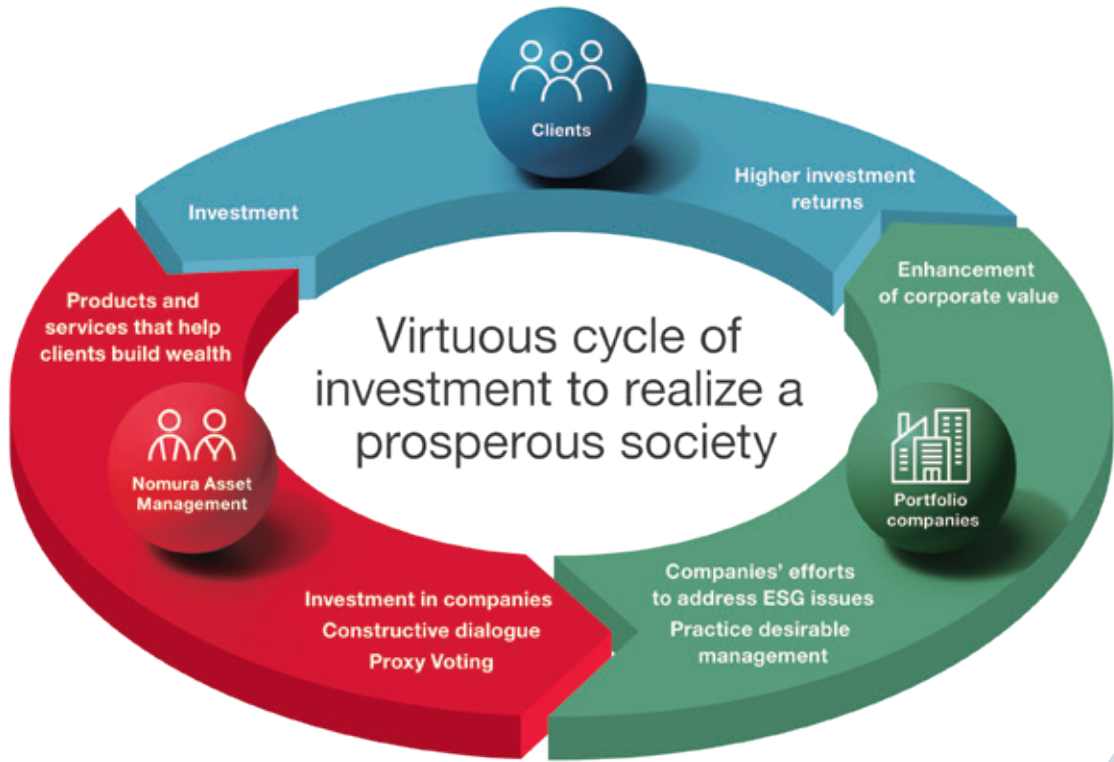 Clients
Higher investment
returns
Investment
Enhancement
of corporate value
Products and
services that help
clients build wealth
Virtuous cycle of
investment to realize a
prosperous society
Nomura Asset
Management
Portfolio
companies
Investment in companies
Constructive dialogue
Proxy Voting
Companies' efforts
to address ESG issues
Practice desirable
management